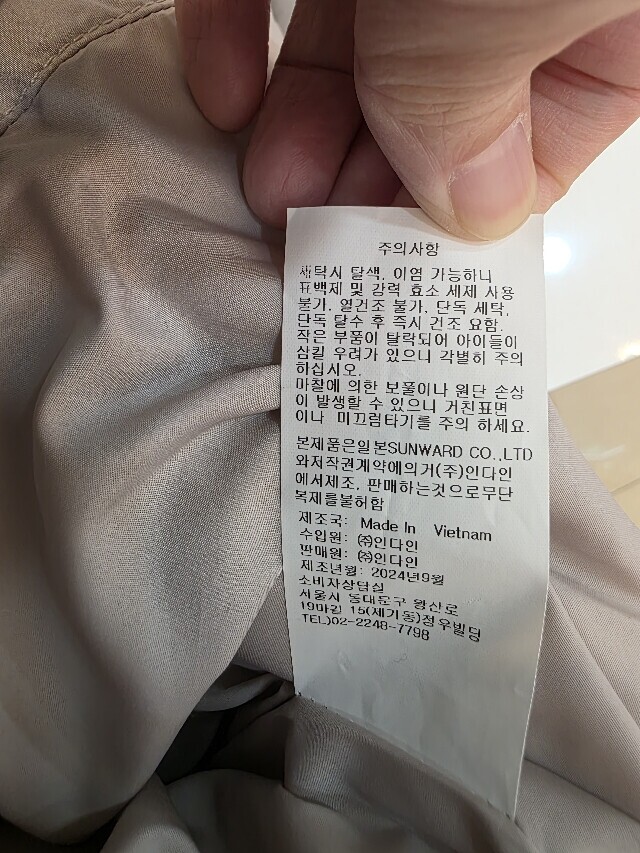 주의사항
세탁시 탈색, 이염 가능하니
표백제 및 강력 효소 세제 사용
불가, 열건조 불가, 단독 세탁,
단독 탈수 후 즉시 건조 요함.
작은 부품이 탈락되어 아이들이
삼킬 우려가 있으니 각별히 주의
하십시오.
마찰에 의한 보풀이나 원단 손상
이 발생할 수 있으니 거친표면
이나 미끄럼타기를 주의 하세요.
본제품은일본SUNWARD CO.,LTD
와저작권계약에의거(주)인다인
에서제조, 판매하는것으로무단
복제를불허함
제조국: Made In Vietnam
수입원: ㈜인다인
판매원: ㈜인다인
제조년월: 2024년9월
소비자상담실
서울시 동대문구 왕산로
19마길 15(제기동)정우빌딩
TEL)02-2248-7798